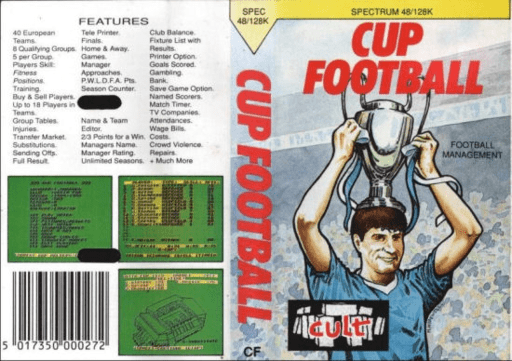 FEATURES
40 European Teams.
8 Qualifying Groups.
5 per Group.
Players Skill:
Fitness
Positions.
Training.
Buy & Sell Players.
Up to 18 Players in
Teams.
Group Tables.
Injuries.
Transfer Market.
Substitutions.
Sending Offs.
Full Result.
Tele Printer.
Finals.
Home & Away.
Games.
Manager
Approaches.
2/3 L.D.F.A. Pts.
Season Counter.
Name & Team
Editor.
2/3 Points for a Win.
Managers Name.
Manager Rating.
Unlimited Seasons.
Club Balance.
Fixture List with
Results.
Printer Option.
Goals Scored.
Gambling.
Bank.
Save Game Option.
Named Scorers.
Match Timer.
TV Companies.
Attendances.
Wage Bills.
Costs.
Crowd Violence.
Repairs.
+ Much More
5 017350 000272
SPEC
48/128K
CUP FOOTBALL
CF
SPECTRUM 48/128K
CUP
FOOTBALL
FOOTBALL
MANAGEMENT
cult